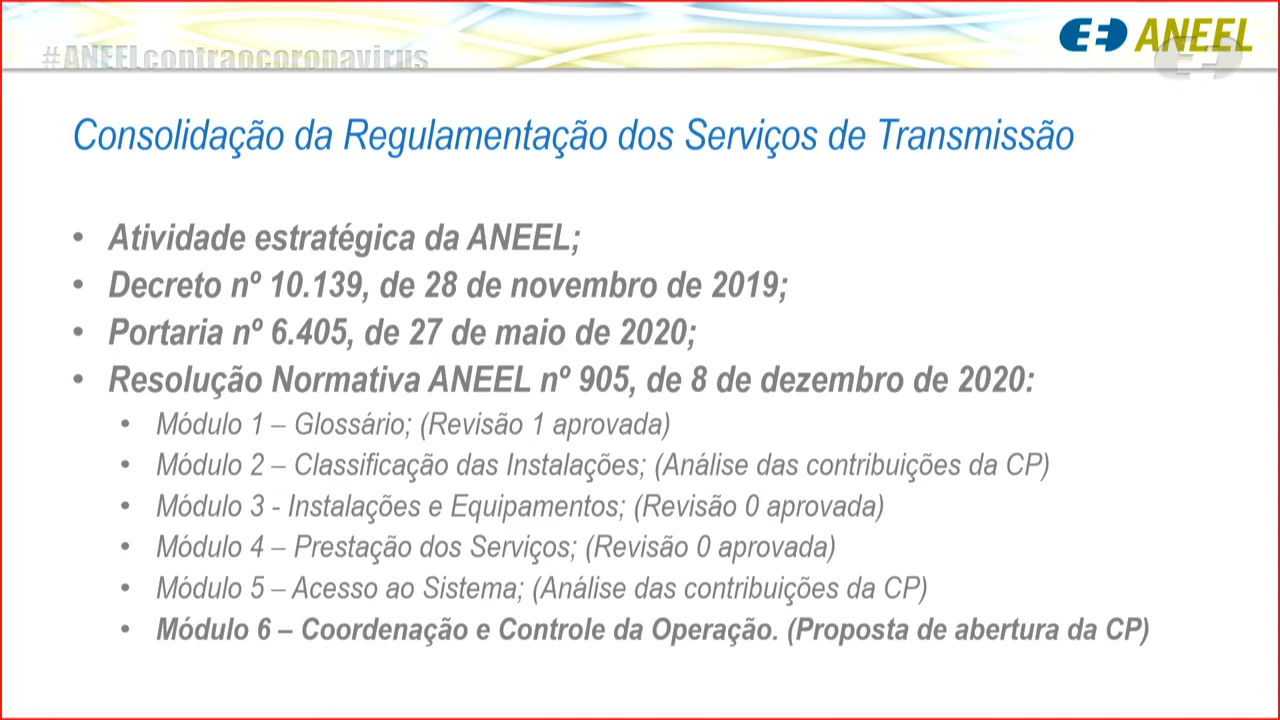 #ANEELcontraocoronavirus
ANEEL
Consolidação da Regulamentação dos Serviços de Transmissão
• Atividade estratégica da ANEEL;
• Decreto nº 10.139, de 28 de novembro de 2019;
• Portaria nº 6.405, de 27 de maio de 2020;
• Resolução Normativa ANEEL nº 905, de 8 de dezembro de 2020:
• Módulo 1 – Glossário; (Revisão 1 aprovada)
• Módulo 2 – Classificação das Instalações; (Análise das contribuições da CP)
• Módulo 3 - Instalações e Equipamentos; (Revisão 0 aprovada)
• Módulo 4 – Prestação dos Serviços; (Revisão 0 aprovada)
• Módulo 5 – Acesso ao Sistema; (Análise das contribuições da CP)
• Módulo 6 – Coordenação e Controle da Operação. (Proposta de abertura da CP)